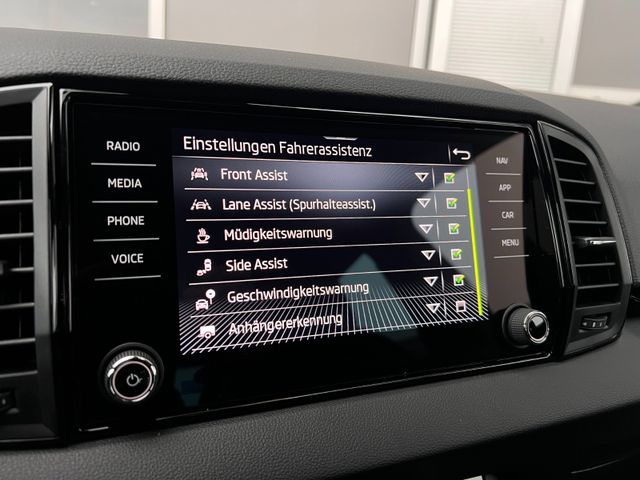 RADIO
MEDIA
PHONE
VOICE
Einstellungen Fahrerassistenz
Front Assist
Lane Assist (Spurhalteassist.)
Müdigkeitswarnung
Side Assist
Geschwindigkeitswarnung
Anhängererkennung
NAV
APP
CAR
MENU